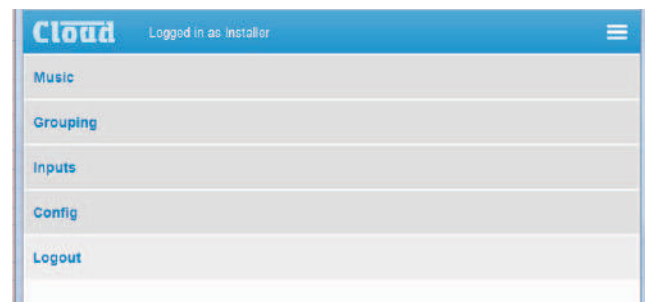 Cloud Logged in as Installer
Music
Grouping
Inputs
Config
Logout